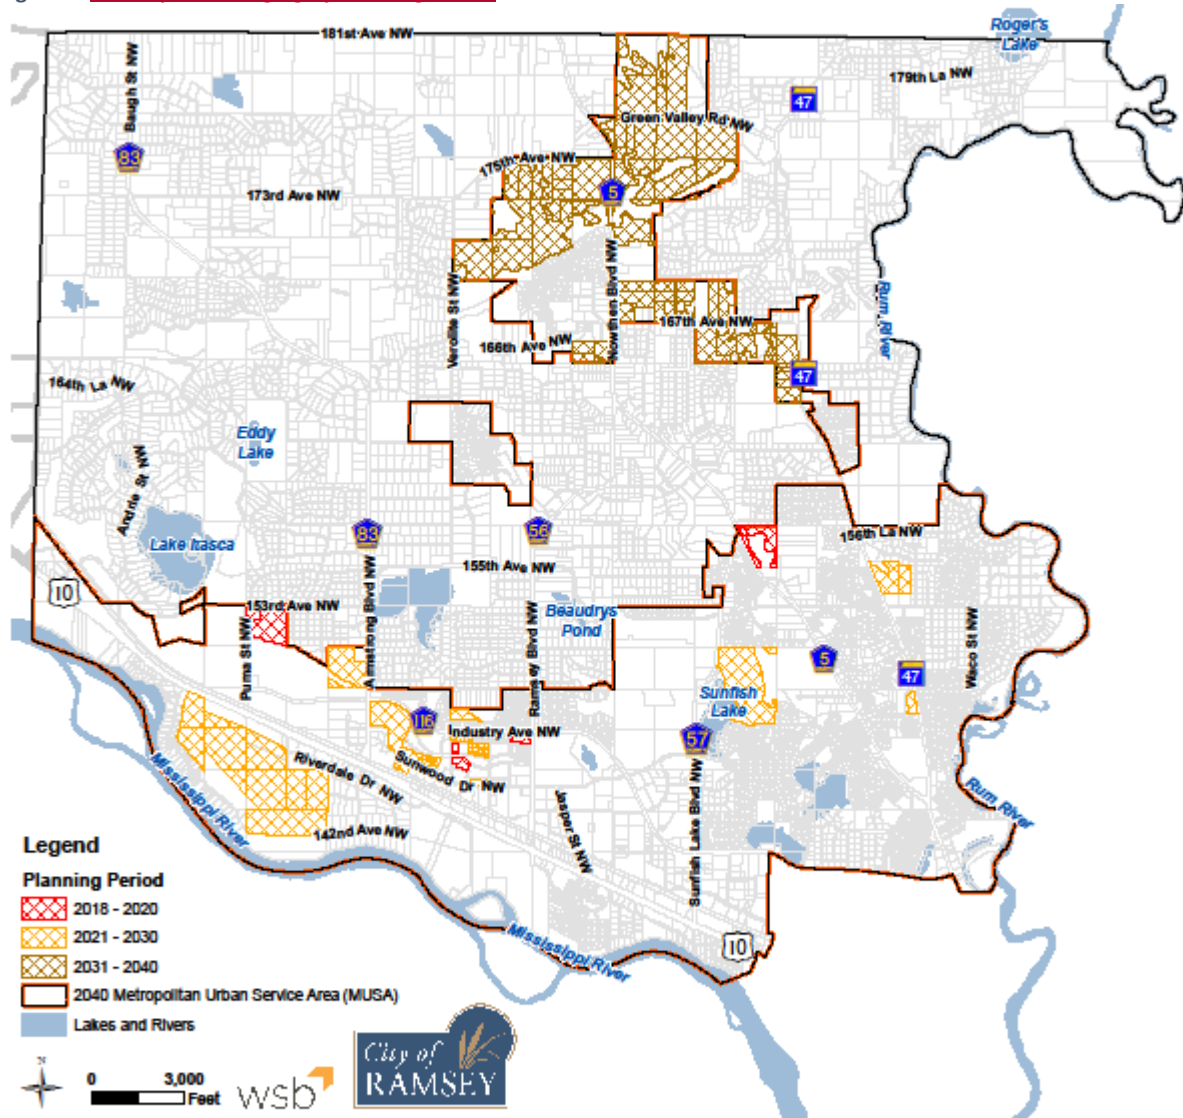 181st Ave NW
Roger's
Lake
Baugh St NW
179th La NW
47
Green Valley Rd NW
83
175th Ave NW
5
173rd Ave NW
Rum River
Nowthen Blvd NW
Verolite St NW
167th Ave NW
166th Ave NW
47
164th La NW
Eddy
Lake
Andrie St NW
83
56
156th La NW
Lake Itasca
155th Ave NW
10
153rd Ave NW
Armstrong Blvd NW
Ramsey Blvd NW
Beaudrys
Pond
Puma St NW
Waco St NW
5
47
Sunfish
Lake
116
Industry Ave NW
57
Sunwood Dr NW
Riverdale Dr NW
Mississippi River
Rum River
Jasper St NW
Sunfish Lake Blvd NW
142nd Ave NW
Mississippi River
10
Legend
Planning Period
2018 - 2020
2021 - 2030
2031 - 2040
2040 Metropolitan Urban Service Area (MUSA)
Lakes and Rivers
N
0 3,000
Feet
wsb
City of
RAMSEY